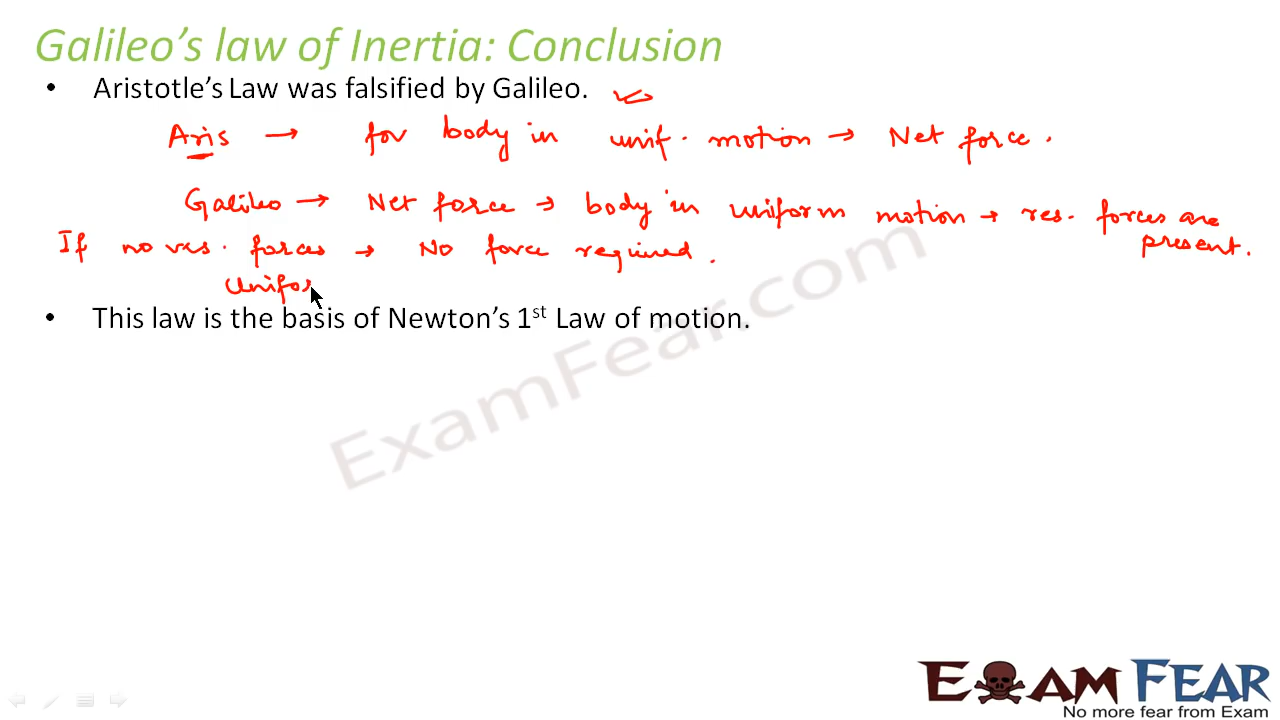 Galileo's law of Inertia: Conclusion
• Aristotle's Law was falsified by Galileo.
Aris → for body in unif. motion → Net force.
Galileo → Net force → body in uniform motion → res. forces are present.
If no res. forces → No force required.
Unifor
• This law is the basis of Newton's 1st Law of motion.
ExamFear.com
EXAM FEAR
No more fear from Exam